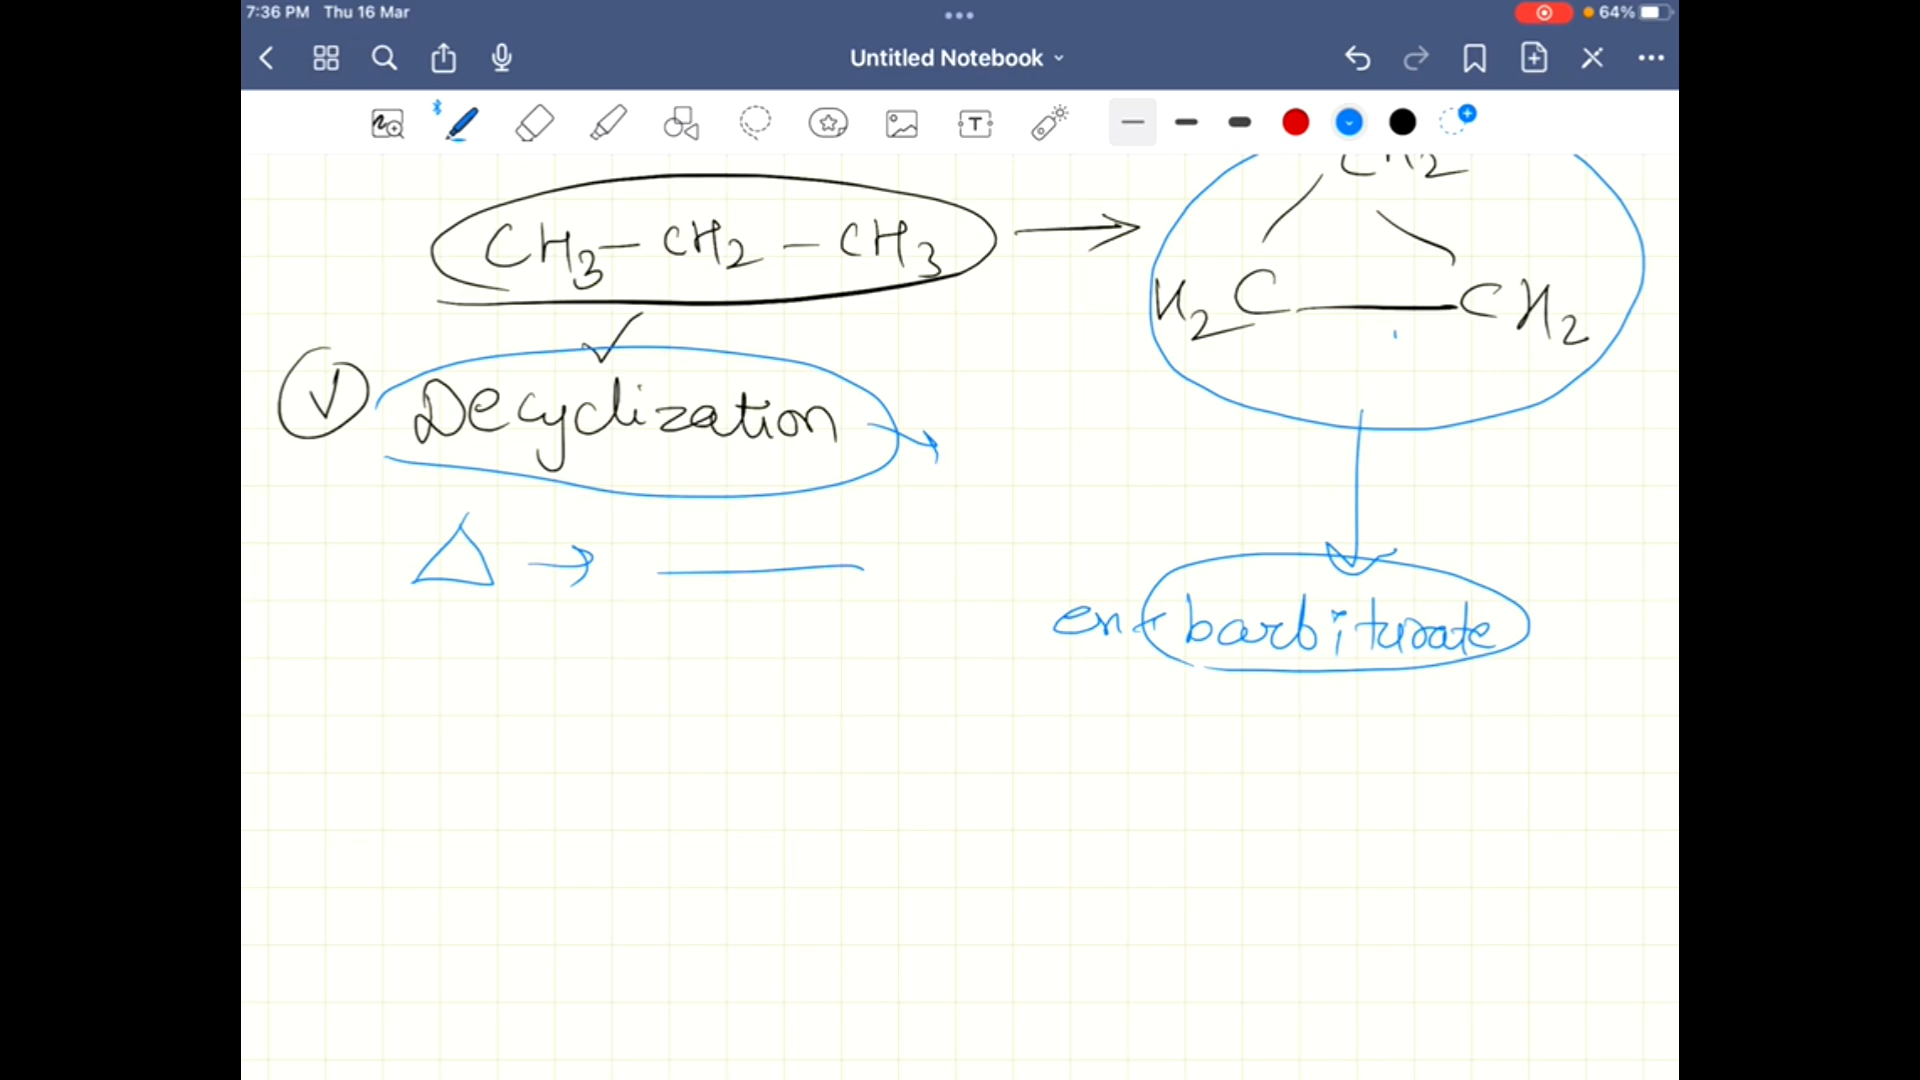 7:36 PM Thu 16 Mar
64%
Untitled Notebook
T
CH2
CH3 - CH2 - CH3
H2C CH2
V Decyclization
barbiturate